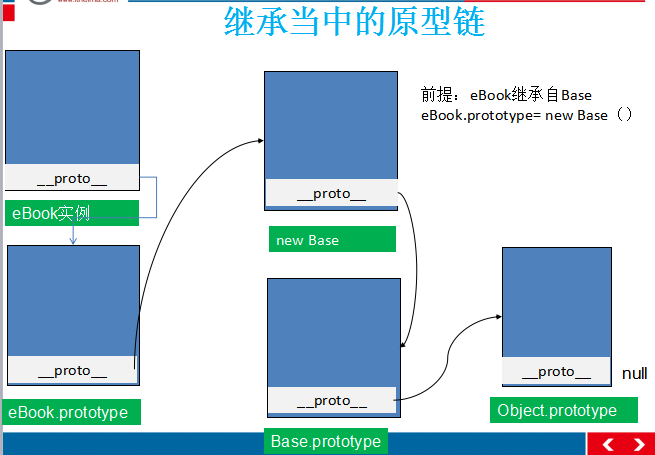 继承当中的原型链
前提：eBook继承自Base
eBook.prototype= new Base（）
__proto__
eBook实例
__proto__
new Base
__proto__
eBook.prototype
__proto__
Base.prototype
__proto__
null
Object.prototype